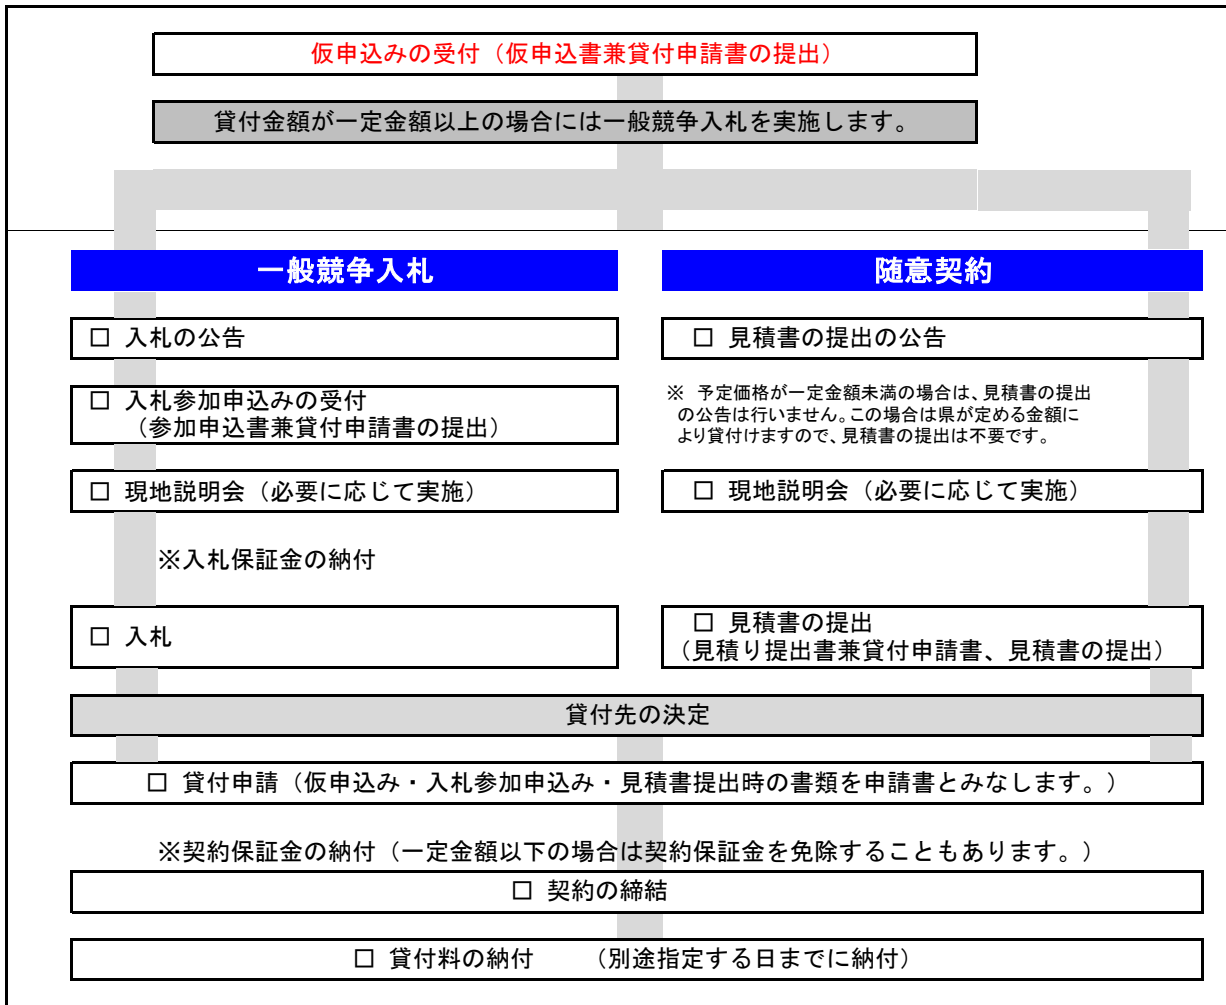 仮申込みの受付（仮申込書兼貸付申請書の提出）
貸付金額が一定金額以上の場合には一般競争入札を実施します。
一般競争入札
随意契約
□ 入札の公告
□ 見積書の提出の公告
□ 入札参加申込みの受付
（参加申込書兼貸付申請書の提出）
※ 予定価格が一定金額未満の場合は、見積書の提出
の公告は行いません。この場合は県が定める金額に
より貸付けますので、見積書の提出は不要です。
□ 現地説明会（必要に応じて実施）
□ 現地説明会（必要に応じて実施）
※入札保証金の納付
□ 入札
□ 見積書の提出
（見積り提出書兼貸付申請書、見積書の提出）
貸付先の決定
□ 貸付申請（仮申込み・入札参加申込み・見積書提出時の書類を申請書とみなします。）
※契約保証金の納付（一定金額以下の場合は契約保証金を免除することもあります。）
□ 契約の締結
□ 貸付料の納付　　（別途指定する日までに納付）